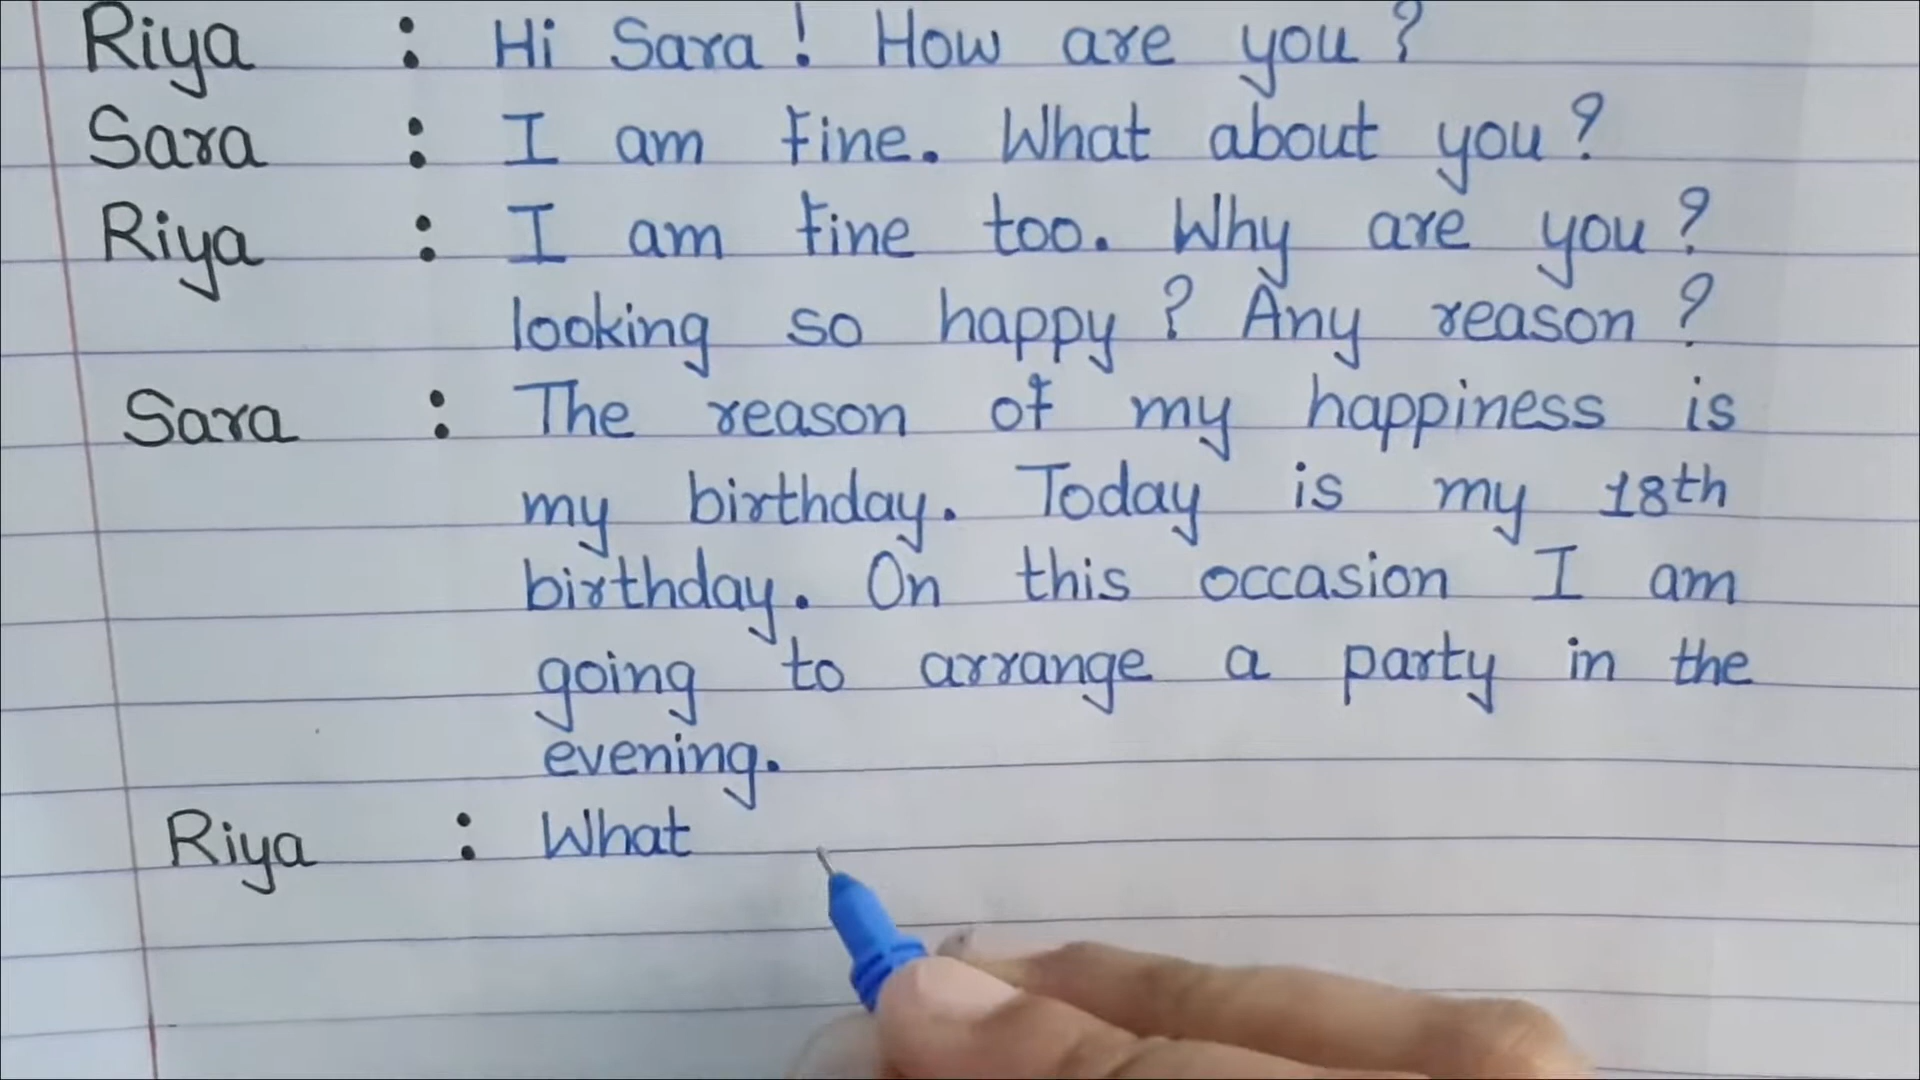 Riya : Hi Sara! How are you?
Sara : I am fine. What about you?
Riya : I am fine too. Why are you?
looking so happy? Any reason?
Sara : The reason of my happiness is
my birthday. Today is my 18th
birthday. On this occasion I am
going to arrange a party in the
evening.
Riya : What